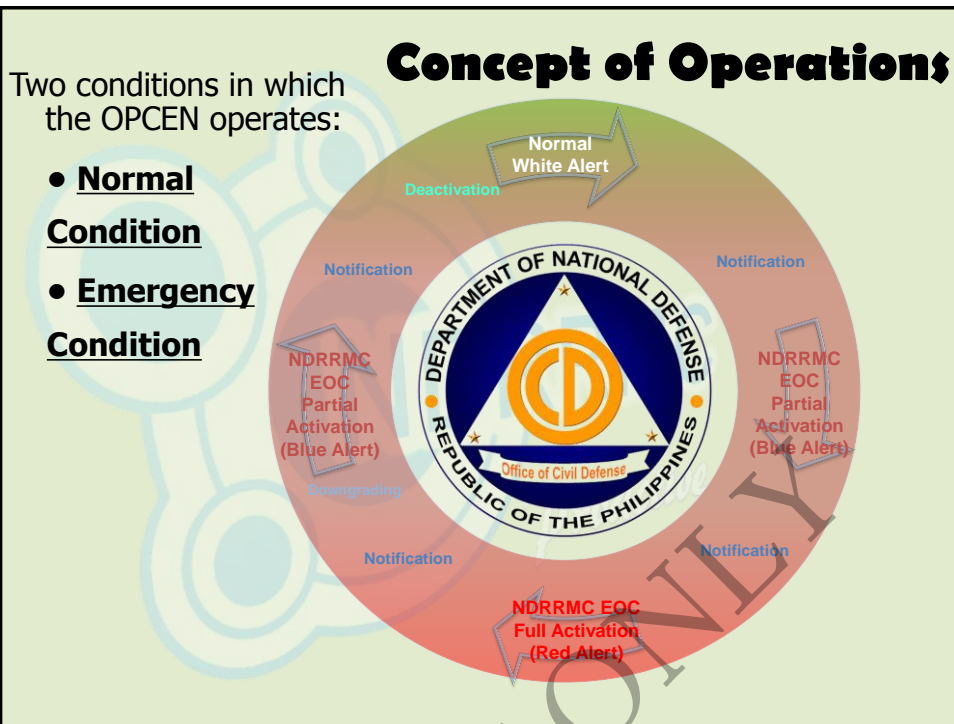 Concept of Operations
Two conditions in which
the OPCEN operates:
• Normal
Condition
• Emergency
Condition
Normal
White Alert
Deactivation
Notification
Notification
NDRRMC
EOC
Partial
Activation
(Blue Alert)
NDRRMC
EOC
Partial
Activation
(Blue Alert)
Downgrading
Notification
Notification
NDRRMC EOC
Full Activation
(Red Alert)
DEPARTMENT OF NATIONAL DEFENSE
REPUBLIC OF THE PHILIPPINES
OCD
Office of Civil Defense
ONLY